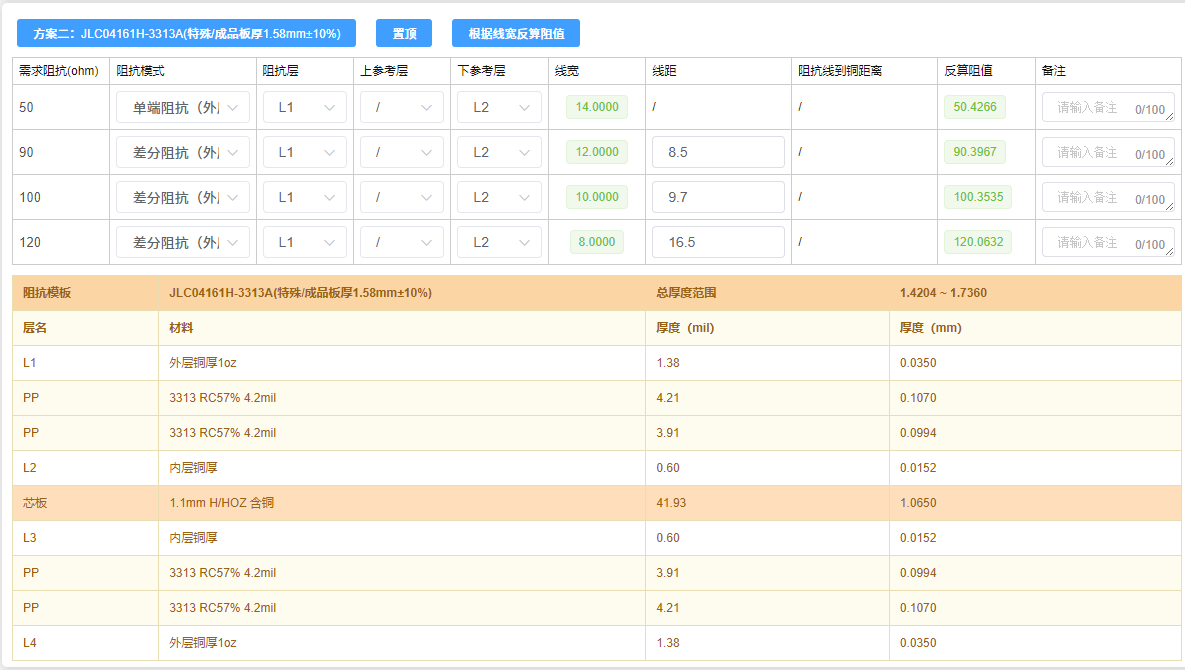 方案二：JLC04161H-3313A(特殊/成品板厚1.58mm±10%) 置顶 根据线宽反算阻值
需求阻抗(ohm) 阻抗模式 阻抗层 上参考层 下参考层 线宽 线距 阻抗线到铜距离 反算阻值 备注
50 单端阻抗（外 L1 / L2 14.0000 / / 50.4266 请输入备注 0/100
90 差分阻抗（外 L1 / L2 12.0000 8.5 / 90.3967 请输入备注 0/100
100 差分阻抗（外 L1 / L2 10.0000 9.7 / 100.3535 请输入备注 0/100
120 差分阻抗（外 L1 / L2 8.0000 16.5 / 120.0632 请输入备注 0/100
阻抗模板 JLC04161H-3313A(特殊/成品板厚1.58mm±10%) 总厚度范围 1.4204 ~ 1.7360
层名 材料 厚度（mil) 厚度（mm)
L1 外层铜厚1oz 1.38 0.0350
PP 3313 RC57% 4.2mil 4.21 0.1070
PP 3313 RC57% 4.2mil 3.91 0.0994
L2 内层铜厚 0.60 0.0152
芯板 1.1mm H/HOZ 含铜 41.93 1.0650
L3 内层铜厚 0.60 0.0152
PP 3313 RC57% 4.2mil 3.91 0.0994
PP 3313 RC57% 4.2mil 4.21 0.1070
L4 外层铜厚1oz 1.38 0.0350